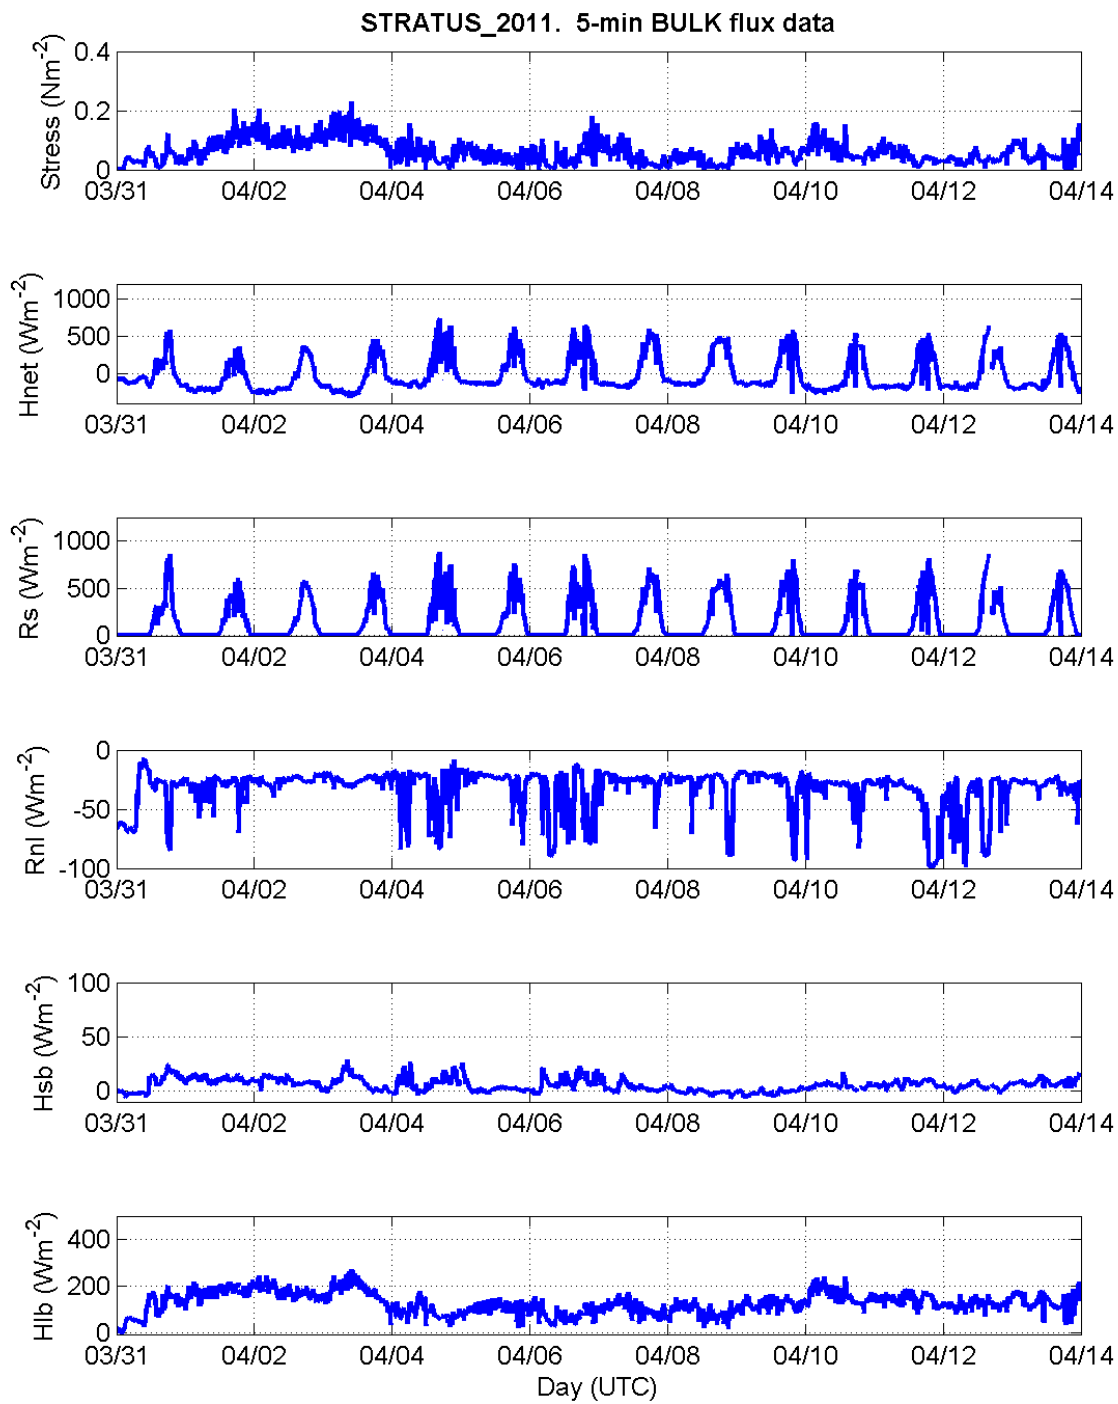 STRATUS_2011.  5-min BULK flux data
Stress (Nm-2)
0.4
0.2
0
03/31 04/02 04/04 04/06 04/08 04/10 04/12 04/14
Hnet (Wm-2)
1000
500
0
03/31 04/02 04/04 04/06 04/08 04/10 04/12 04/14
Rs (Wm-2)
1000
500
0
03/31 04/02 04/04 04/06 04/08 04/10 04/12 04/14
Rnl (Wm-2)
0
-50
-100
03/31 04/02 04/04 04/06 04/08 04/10 04/12 04/14
Hsb (Wm-2)
100
50
0
03/31 04/02 04/04 04/06 04/08 04/10 04/12 04/14
Hlb (Wm-2)
400
200
0
03/31 04/02 04/04 04/06 04/08 04/10 04/12 04/14
Day (UTC)